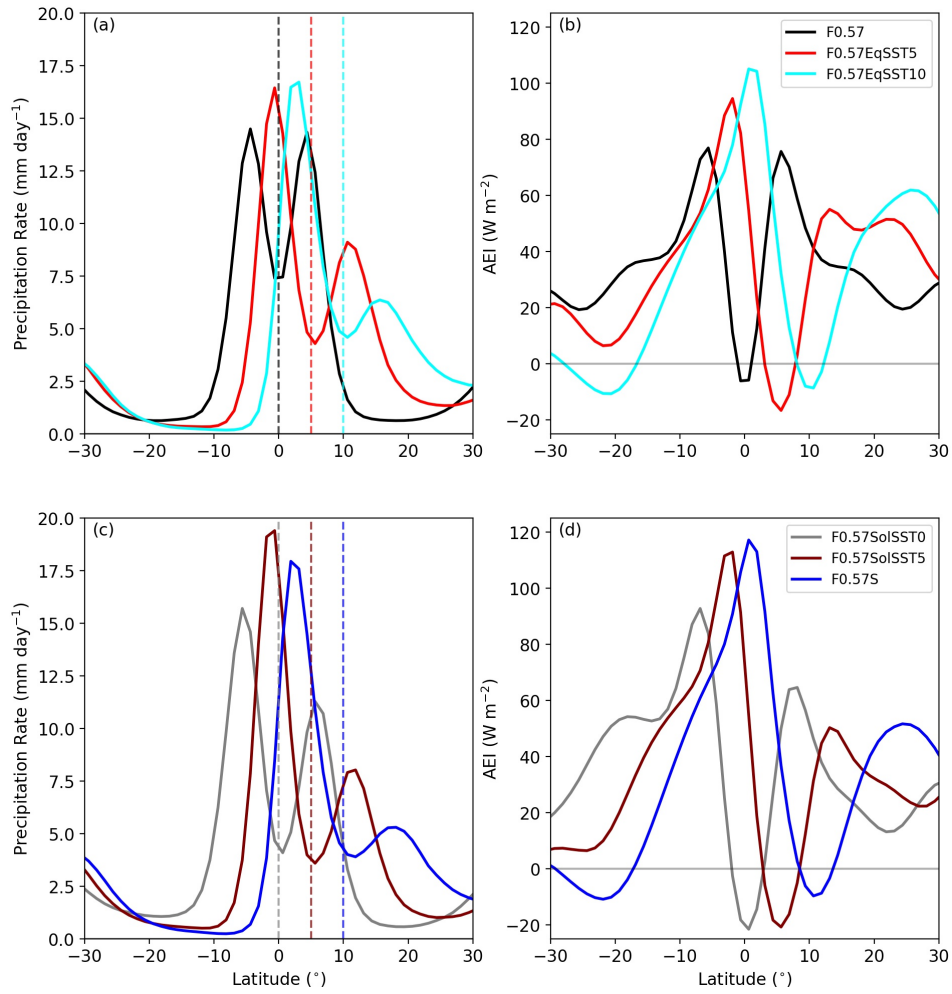 (a)
20.0
17.5
15.0
12.5
10.0
7.5
5.0
2.5
0.0
Precipitation Rate (mm day⁻¹)
−30 −20 −10 0 10 20 30
(b)
F0.57
F0.57EqSST5
F0.57EqSST10
120
100
80
60
40
20
0
−20
AEI (W m⁻²)
−30 −20 −10 0 10 20 30
(c)
20.0
17.5
15.0
12.5
10.0
7.5
5.0
2.5
0.0
Precipitation Rate (mm day⁻¹)
−30 −20 −10 0 10 20 30
Latitude (°)
(d)
F0.57SolSST0
F0.57SolSST5
F0.57S
120
100
80
60
40
20
0
−20
AEI (W m⁻²)
−30 −20 −10 0 10 20 30
Latitude (°)